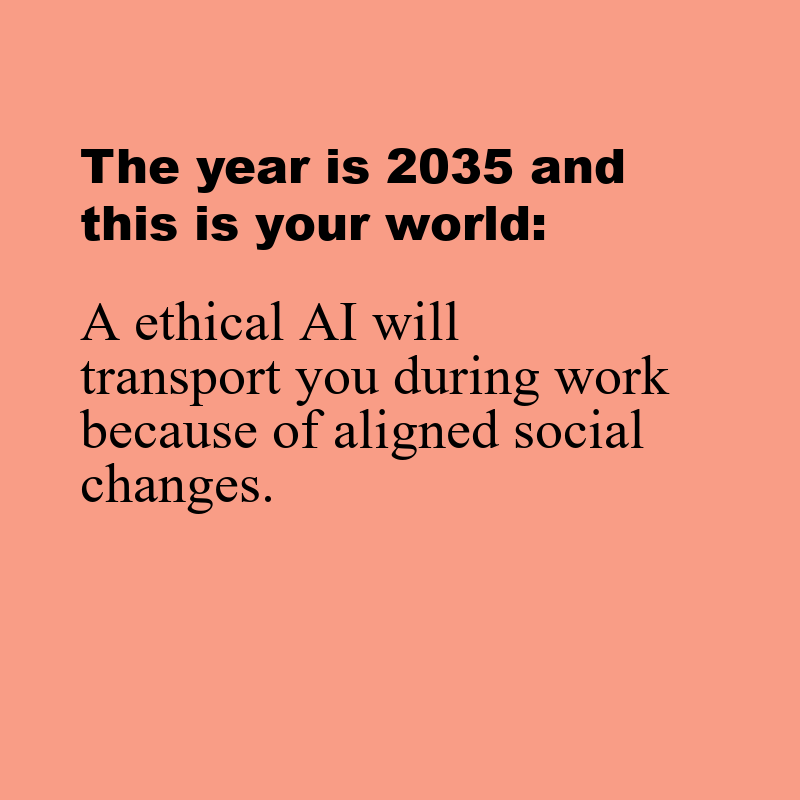 The year is 2035 and
this is your world:
A ethical AI will
transport you during work
because of aligned social
changes.